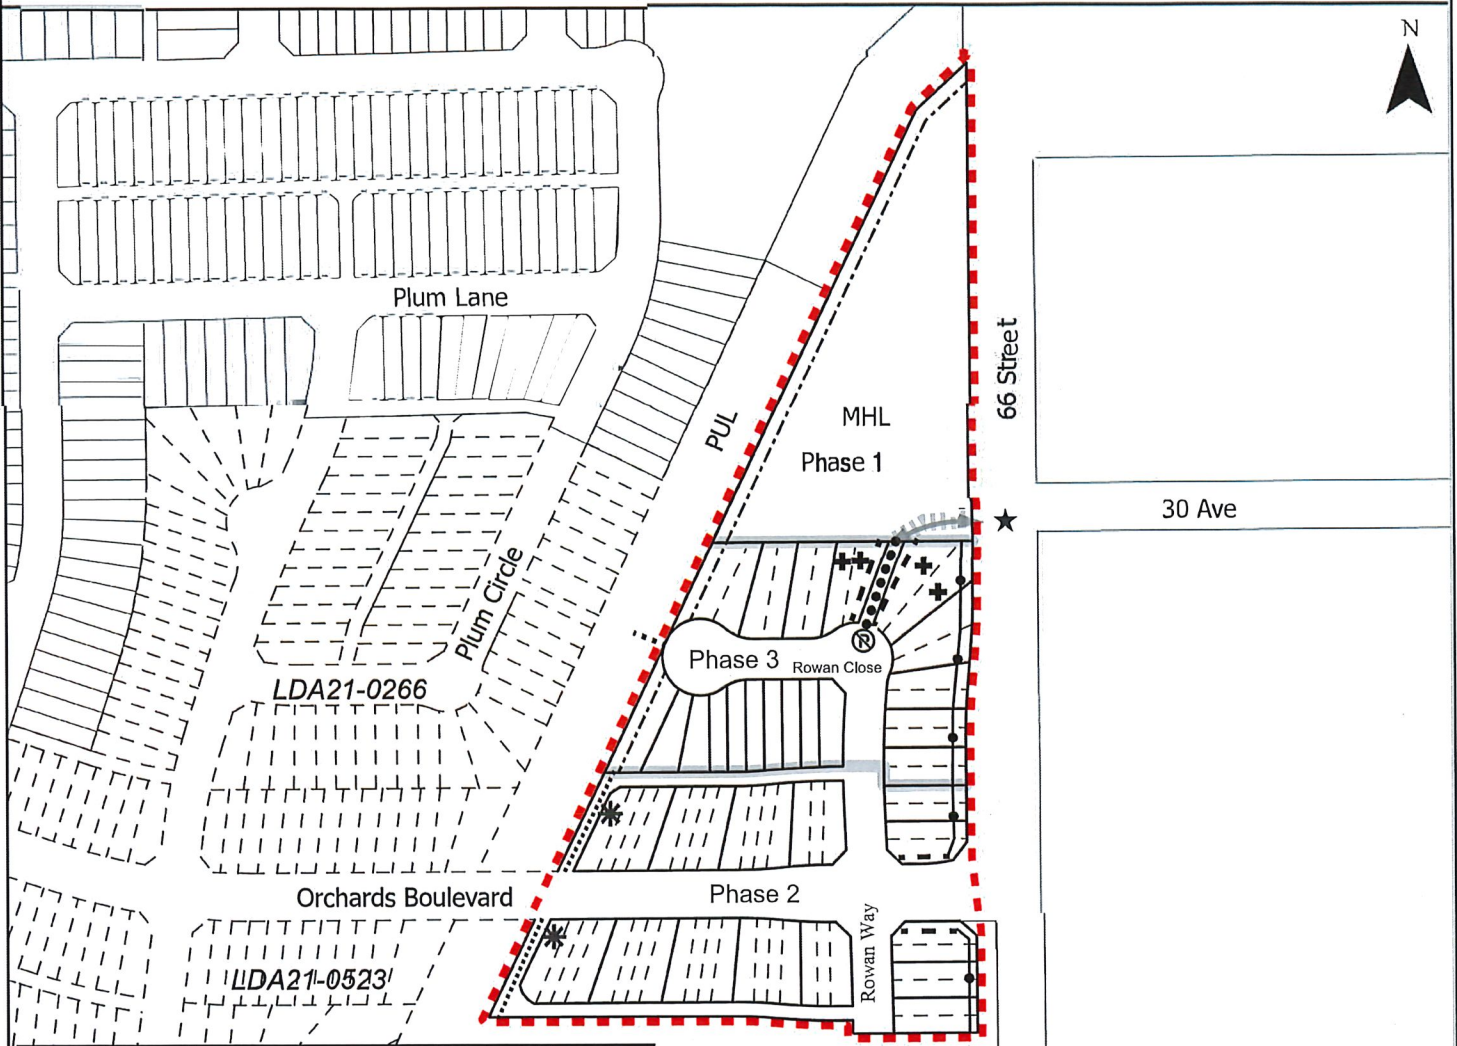 N
Plum Lane
66 Street
MHL
PUL
Phase 1
30 Ave
Plum Circle
Phase 3
Rowan Close
LDA21-0266
Orchards Boulevard
Phase 2
Rowan Way
LDA21-0523